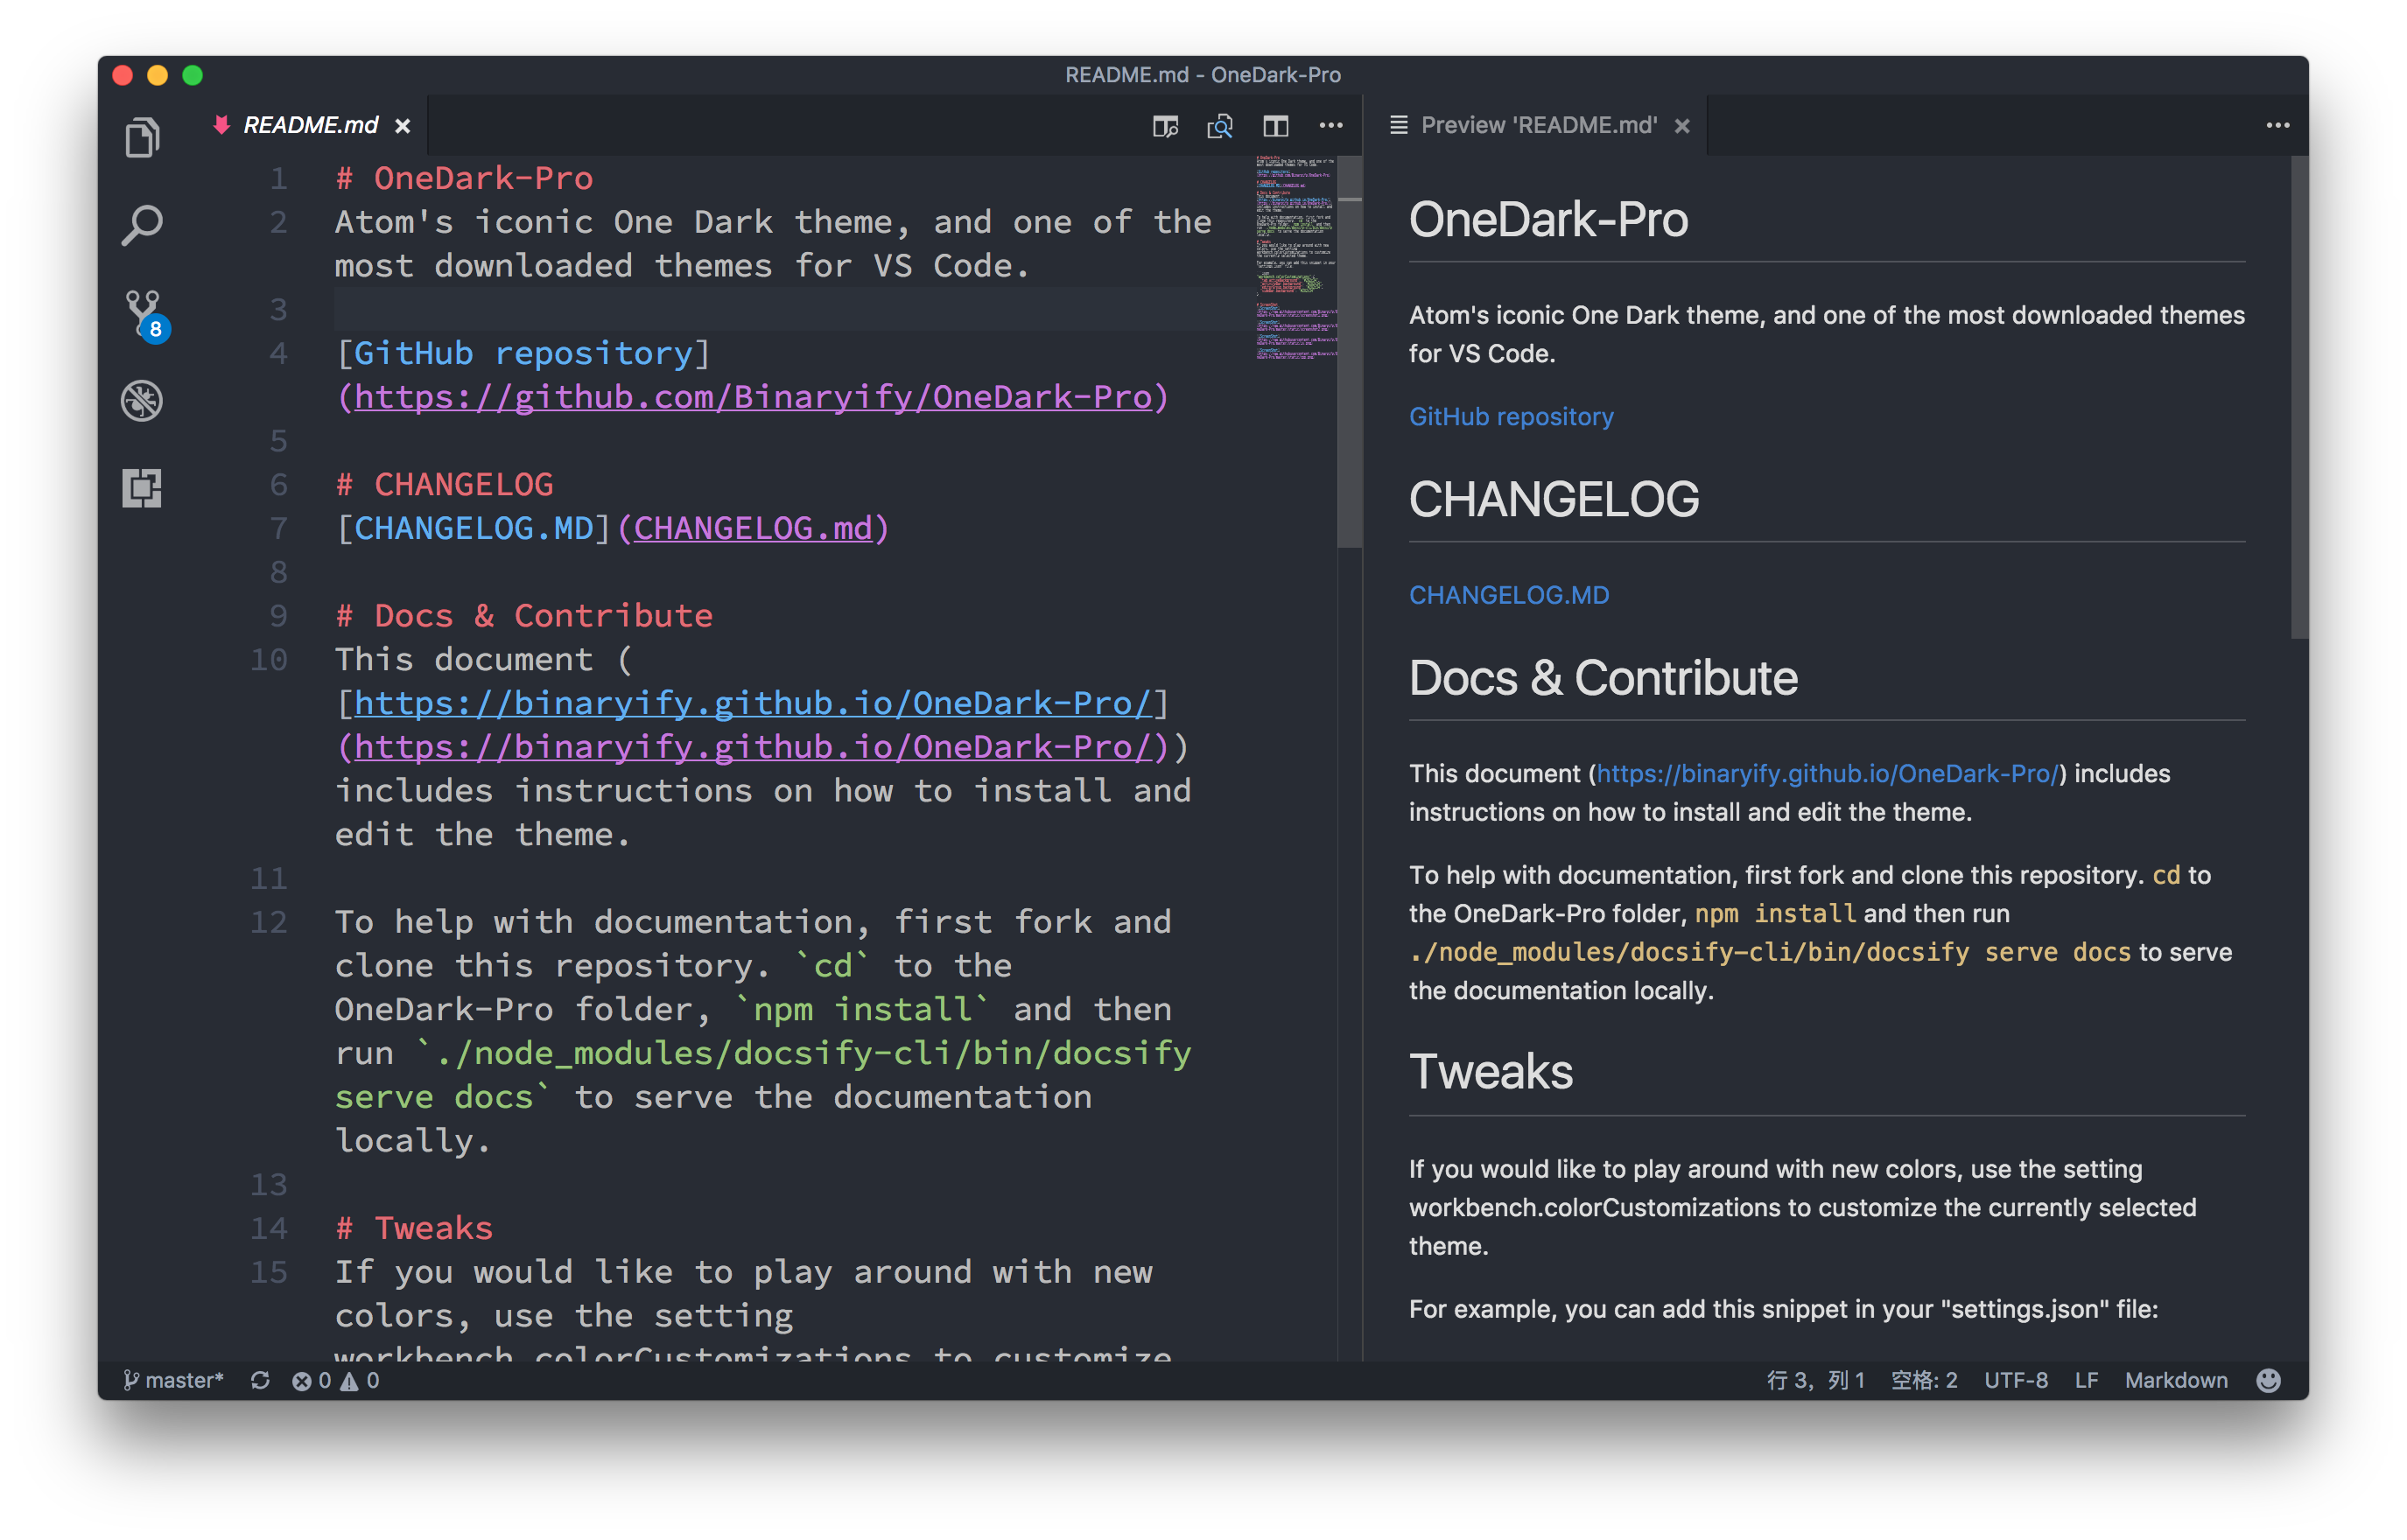 README.md - OneDark-Pro
README.md
Preview 'README.md'
8
1 # OneDark-Pro
2 Atom's iconic One Dark theme, and one of the
most downloaded themes for VS Code.
3
4 [GitHub repository]
(https://github.com/Binaryify/OneDark-Pro)
5
6 # CHANGELOG
7 [CHANGELOG.MD](CHANGELOG.md)
8
9 # Docs & Contribute
10 This document (
[https://binaryify.github.io/OneDark-Pro/]
(https://binaryify.github.io/OneDark-Pro/))
includes instructions on how to install and
edit the theme.
11
12 To help with documentation, first fork and
clone this repository. `cd` to the
OneDark-Pro folder, `npm install` and then
run `./node_modules/docsify-cli/bin/docsify
serve docs` to serve the documentation
locally.
13
14 # Tweaks
15 If you would like to play around with new
colors, use the setting
workbench.colorCustomizations to customize
OneDark-Pro
Atom's iconic One Dark theme, and one of the most downloaded themes
for VS Code.
GitHub repository
CHANGELOG
CHANGELOG.MD
Docs & Contribute
This document (https://binaryify.github.io/OneDark-Pro/) includes
instructions on how to install and edit the theme.
To help with documentation, first fork and clone this repository. cd to
the OneDark-Pro folder, npm install and then run
./node_modules/docsify-cli/bin/docsify serve docs to serve
the documentation locally.
Tweaks
If you would like to play around with new colors, use the setting
workbench.colorCustomizations to customize the currently selected
theme.
For example, you can add this snippet in your "settings.json" file:
master* 0 0
行 3，列 1 空格: 2 UTF-8 LF Markdown